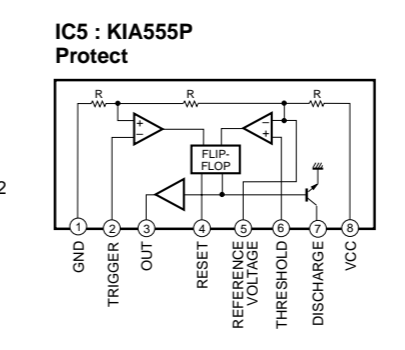 IC5 : KIA555P
Protect
R R R
+ −
− +
FLIP-
FLOP
2
1 2 3 4 5 6 7 8
GND
TRIGGER
OUT
RESET
REFERENCE
VOLTAGE
THRESHOLD
DISCHARGE
VCC